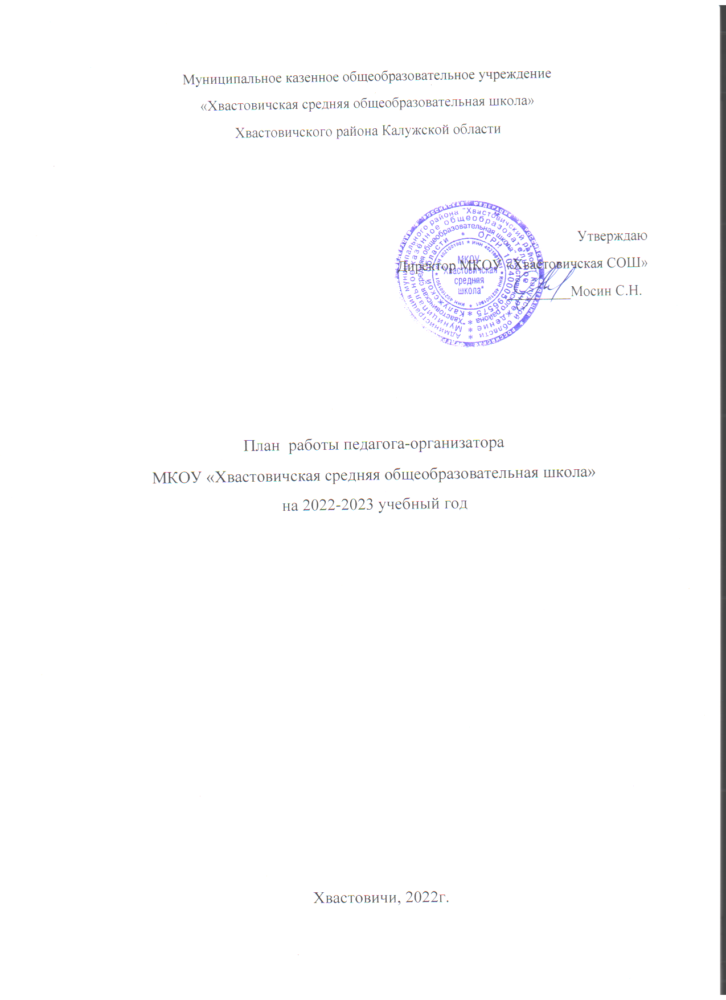 Муниципальное казенное общеобразовательное учреждение
«Хвастовичская средняя общеобразовательная школа»
Хвастовичского района Калужской области
Утверждаю
Директор МКОУ «Хвастовичская СОШ»
Мосин С.Н.
МКОУ
"Хвастовичская
средняя
школа"
План работы педагога-организатора
МКОУ «Хвастовичская средняя общеобразовательная школа»
на 2022-2023 учебный год
Хвастовичи, 2022г.